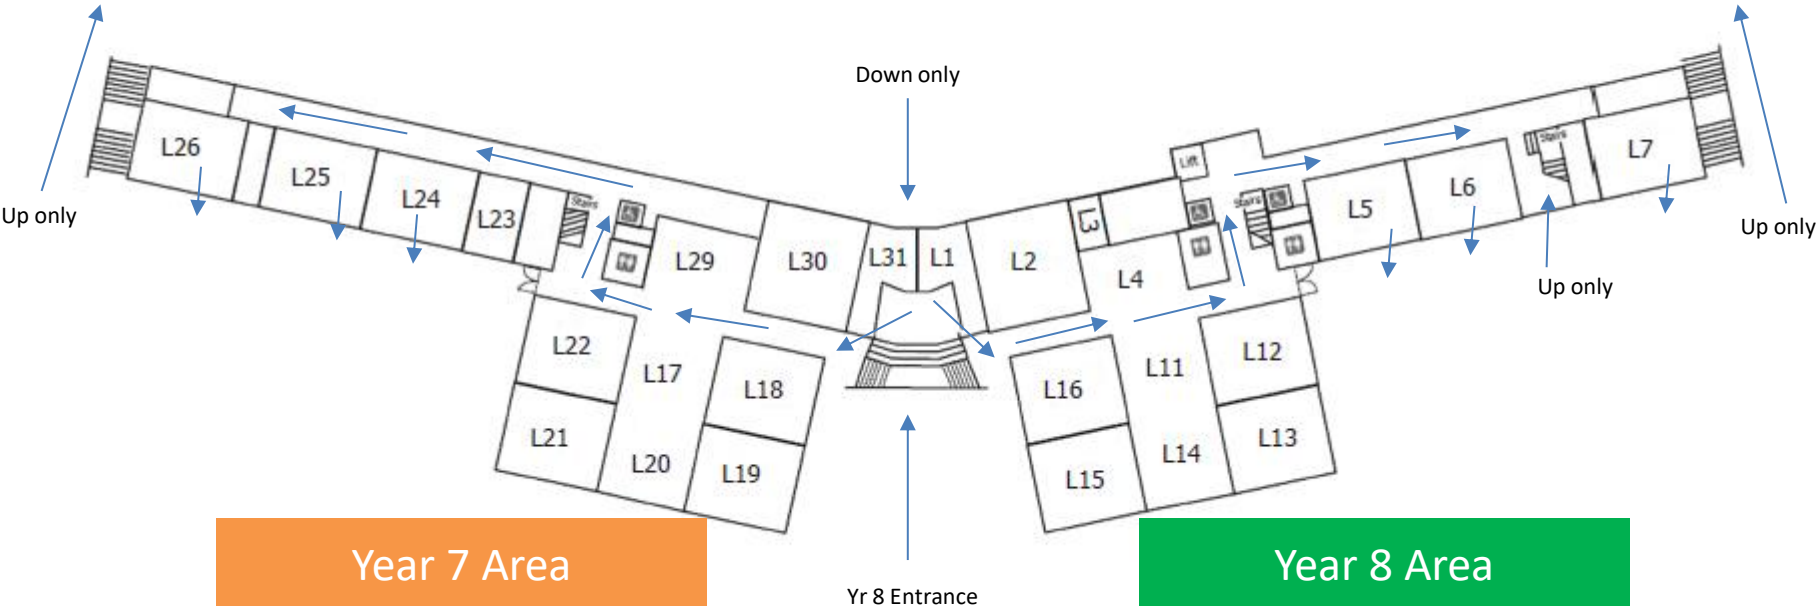 Down only
Lift
Stairs
L7
L26
L25
L24
L23
Stairs
L3
Stairs
L5
L6
Up only
Up only
L29
L30
L31
L1
L2
L4
Up only
L22
L17
L18
L16
L11
L12
L21
L20
L19
L15
L14
L13
Year 7 Area
Year 8 Area
Yr 8 Entrance